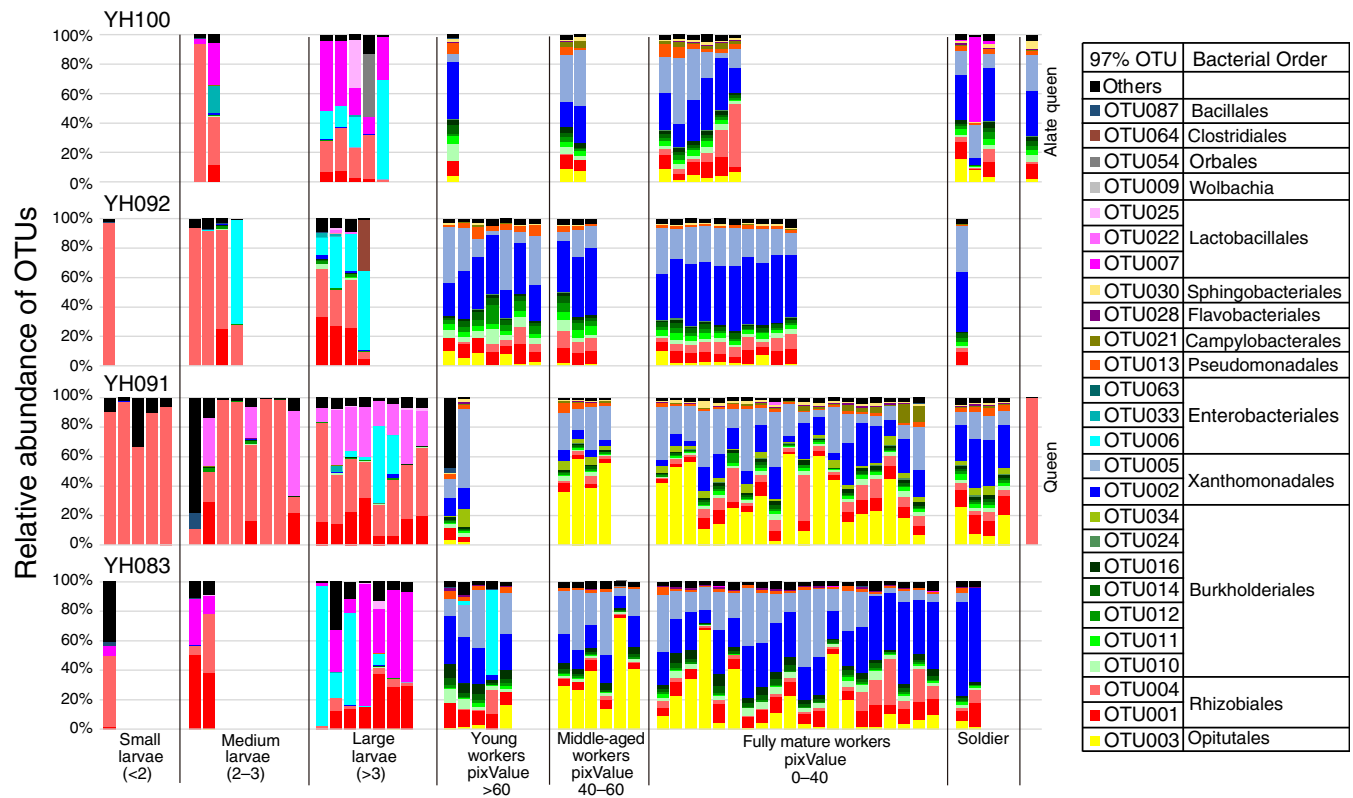 Relative abundance of OTUs
YH100
100%
80%
60%
40%
20%
0%
Alate queen
YH092
100%
80%
60%
40%
20%
0%
YH091
100%
80%
60%
40%
20%
0%
Queen
YH083
100%
80%
60%
40%
20%
0%
Small
larvae
(<2)
Medium
larvae
(2–3)
Large
larvae
(>3)
Young
workers
pixValue
>60
Middle-aged
workers
pixValue
40–60
Fully mature workers
pixValue
0–40
Soldier
97% OTU Bacterial Order
Others
OTU087 Bacillales
OTU064 Clostridiales
OTU054 Orbales
OTU009 Wolbachia
OTU025
OTU022 Lactobacillales
OTU007
OTU030 Sphingobacteriales
OTU028 Flavobacteriales
OTU021 Campylobacterales
OTU013 Pseudomonadales
OTU063
OTU033 Enterobacteriales
OTU006
OTU005
OTU002 Xanthomonadales
OTU034
OTU024
OTU016
OTU014 Burkholderiales
OTU012
OTU011
OTU010
OTU004
OTU001 Rhizobiales
OTU003 Opitutales